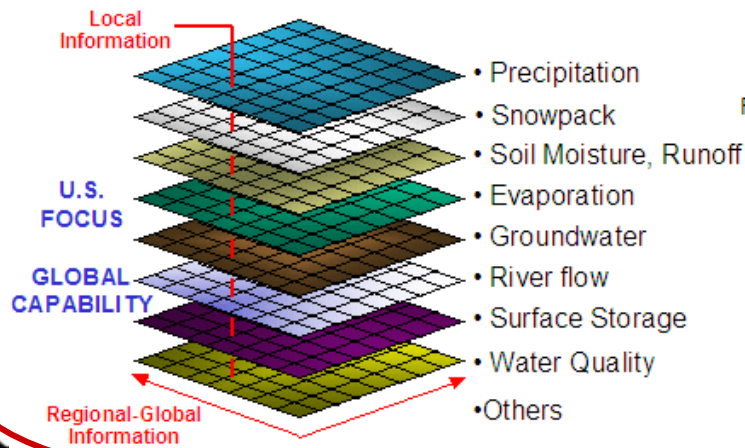 Local
Information
• Precipitation
• Snowpack
• Soil Moisture, Runoff
• Evaporation
• Groundwater
• River flow
• Surface Storage
• Water Quality
•Others
U.S.
FOCUS
GLOBAL
CAPABILITY
Regional-Global
Information